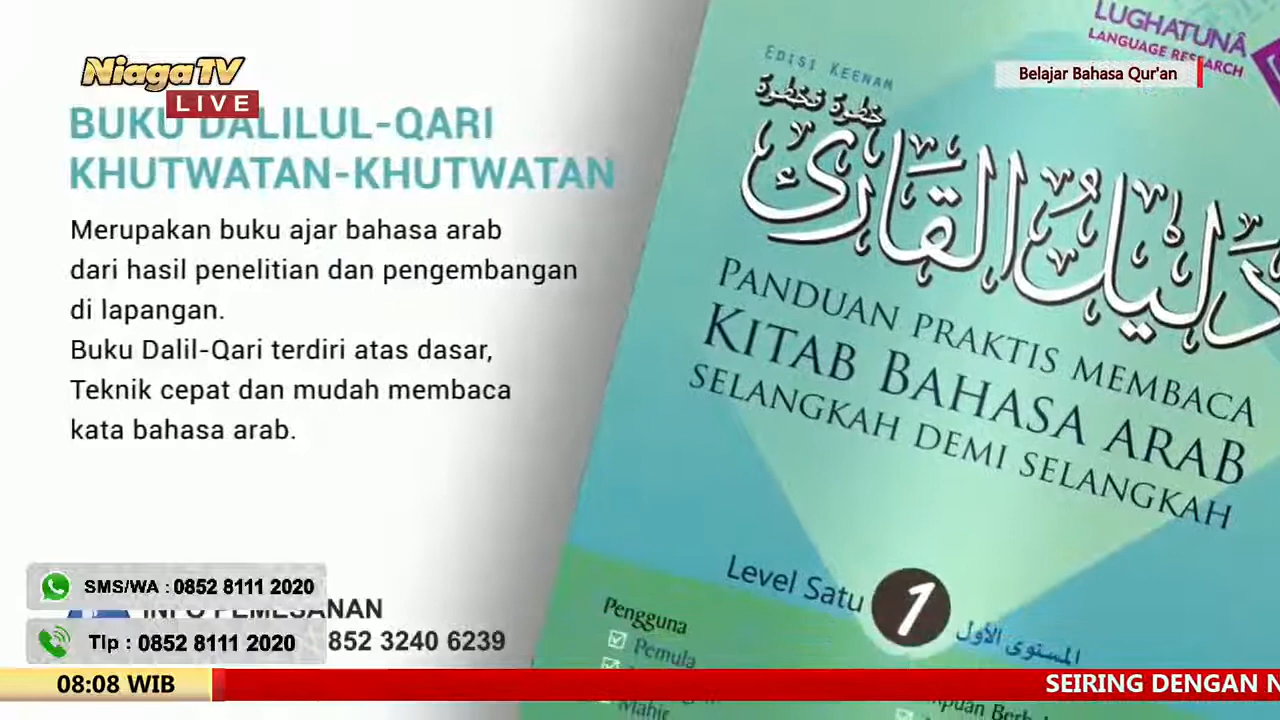 Niaga TV
LIVE
BUKU DALILUL-QARI
KHUTWATAN-KHUTWATAN
Merupakan buku ajar bahasa arab
dari hasil penelitian dan pengembangan
di lapangan.
Buku Dalil-Qari terdiri atas dasar,
Teknik cepat dan mudah membaca
kata bahasa arab.
SMS/WA : 0852 8111 2020
INFO PEMESANAN
Tlp : 0852 8111 2020
852 3240 6239
LUGHATUNÂ
LANGUAGE RESEARCH
Belajar Bahasa Qur'an
EDISI KEENAM
خطوة فخطوة
دليل القارئ
PANDUAN PRAKTIS MEMBACA
KITAB BAHASA ARAB
SELANGKAH DEMI SELANGKAH
Level Satu 1 المستوى الأول
Pengguna
Pemula
Mahir
08:08 WIB
SEIRING DENGAN